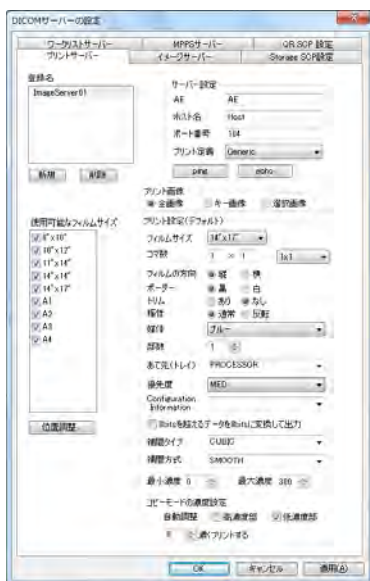 DICOMサーバーの設定
ワークリストサーバー MPPSサーバー QR SCP 設定
プリントサーバー イメージサーバー Storage SCP設定
登録名
ImageServer01
新規 削除
サーバー設定
AE AE
ホスト名 Host
ポート番号 104
プリント定義 Generic
ping echo
プリント画像
全画像 キー画像 選択画像
使用可能なフィルムサイズ
8"x10"
10"x12"
11"x14"
14"x14"
14"x17"
A1
A2
A3
A4
位置調整
プリント設定(デフォルト)
フィルムサイズ 14"x17"
コマ数 1 × 1 1x1
フィルムの方向 縦 横
ボーダー 黒 白
トリム あり なし
極性 通常 反転
媒体 ブルー
部数 1
あて先(トレイ) PROCESSOR
優先度 MED
Configuration
Information
8bitsを越えるデータを8bitsに変換して出力
補間タイプ CUBIC
補間方式 SMOOTH
最小濃度 0 最大濃度 300
コピーモードの濃度設定
自動調整 高濃度部 低濃度部
濃くプリントする
OK キャンセル 適用(A)